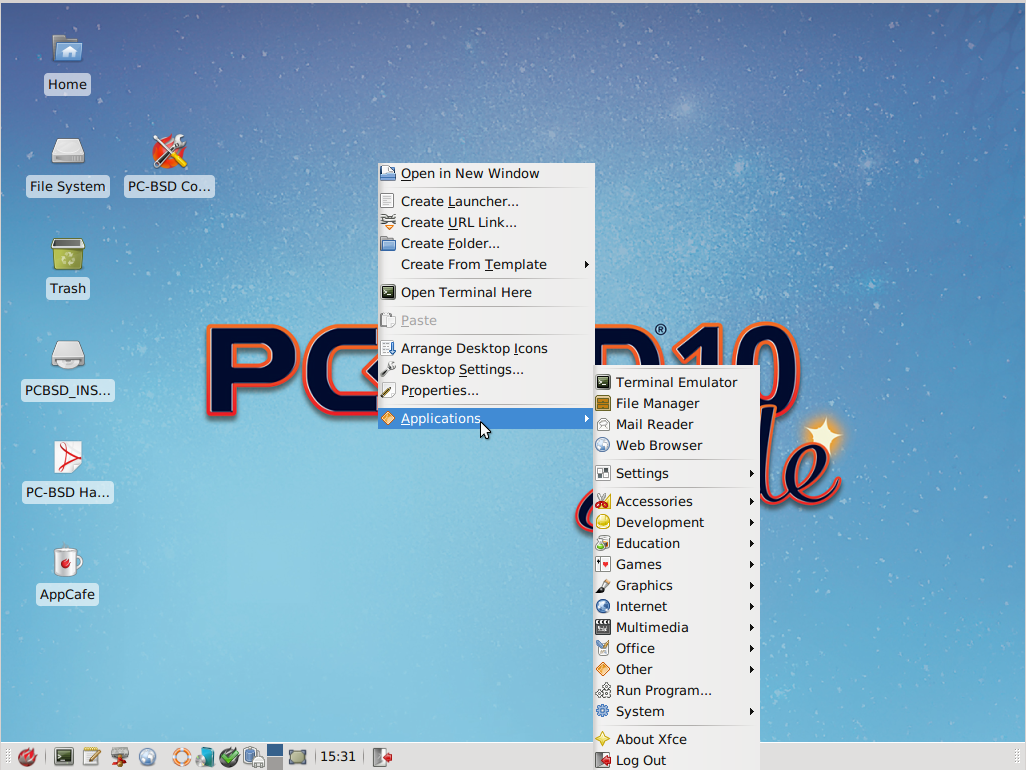 Home
File System
PC-BSD Co...
Trash
PCBSD_INS...
PC-BSD Ha...
AppCafe
Open in New Window
Create Launcher...
Create URL Link...
Create Folder...
Create From Template
Open Terminal Here
Paste
Arrange Desktop Icons
Desktop Settings...
Properties...
Applications
Terminal Emulator
File Manager
Mail Reader
Web Browser
Settings
Accessories
Development
Education
Games
Graphics
Internet
Multimedia
Office
Other
Run Program...
System
About Xfce
Log Out
15:31